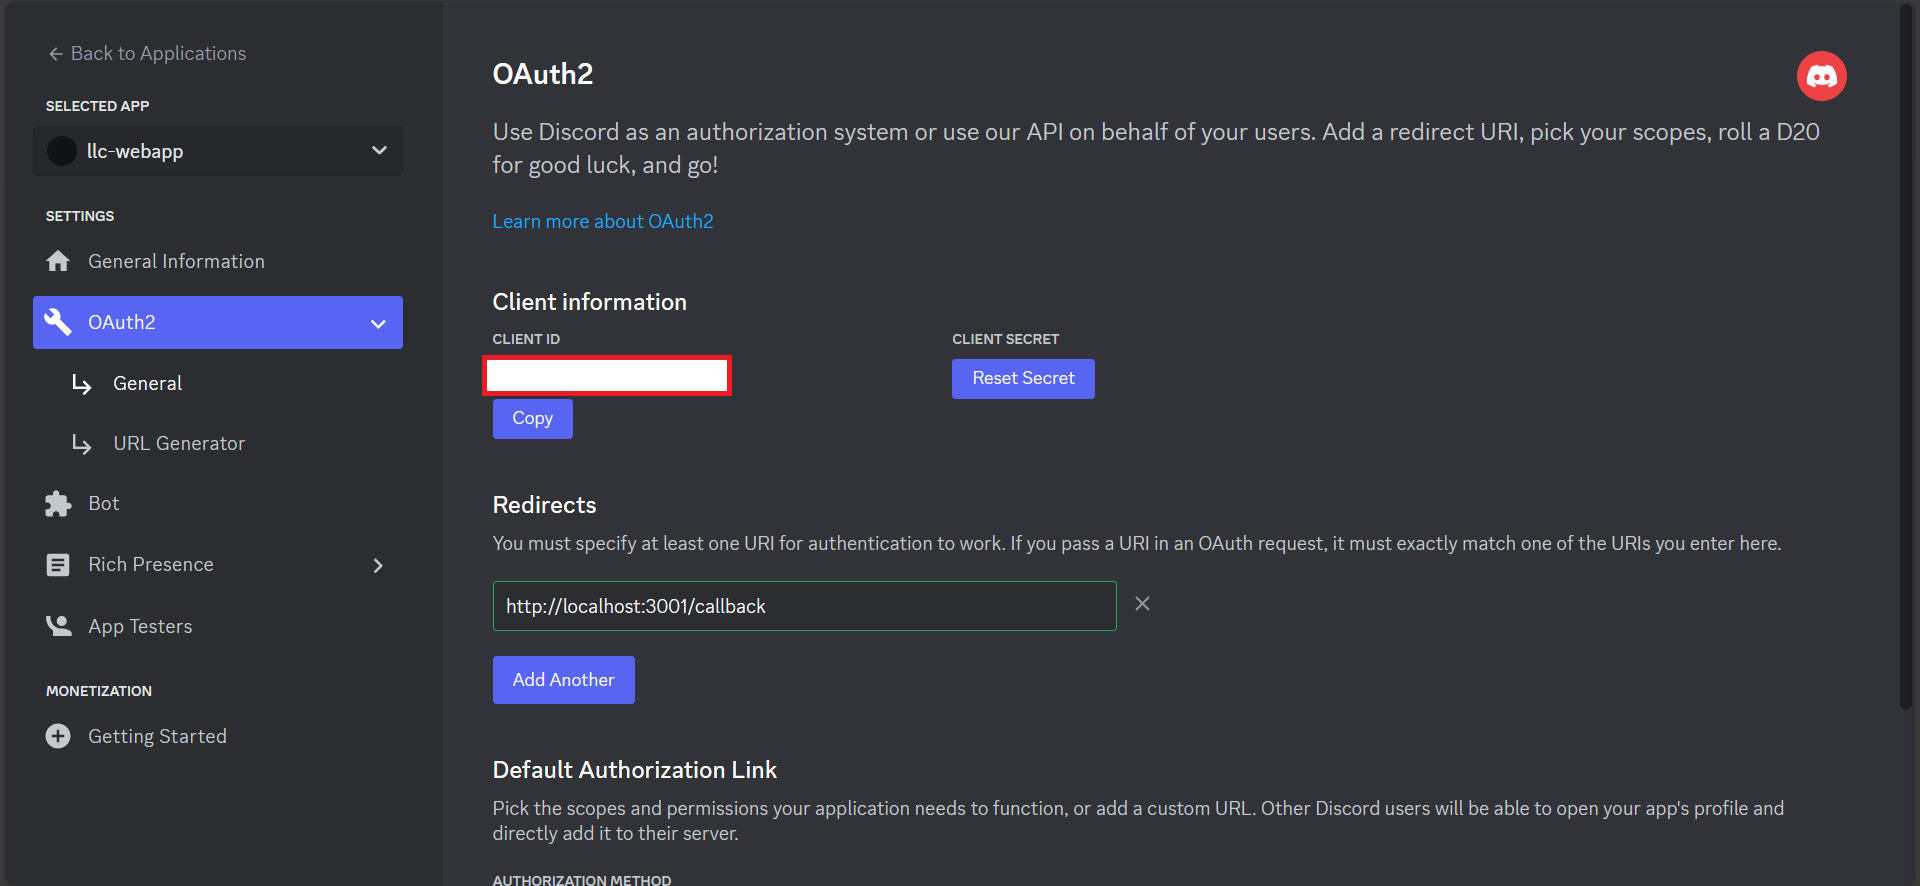 Back to Applications
SELECTED APP
llc-webapp
SETTINGS
General Information
OAuth2
General
URL Generator
Bot
Rich Presence
App Testers
MONETIZATION
Getting Started
OAuth2
Use Discord as an authorization system or use our API on behalf of your users. Add a redirect URI, pick your scopes, roll a D20
for good luck, and go!
Learn more about OAuth2
Client information
CLIENT ID
Copy
CLIENT SECRET
Reset Secret
Redirects
You must specify at least one URI for authentication to work. If you pass a URI in an OAuth request, it must exactly match one of the URIs you enter here.
http://localhost:3001/callback
Add Another
Default Authorization Link
Pick the scopes and permissions your application needs to function, or add a custom URL. Other Discord users will be able to open your app's profile and
directly add it to their server.
AUTHORIZATION METHOD